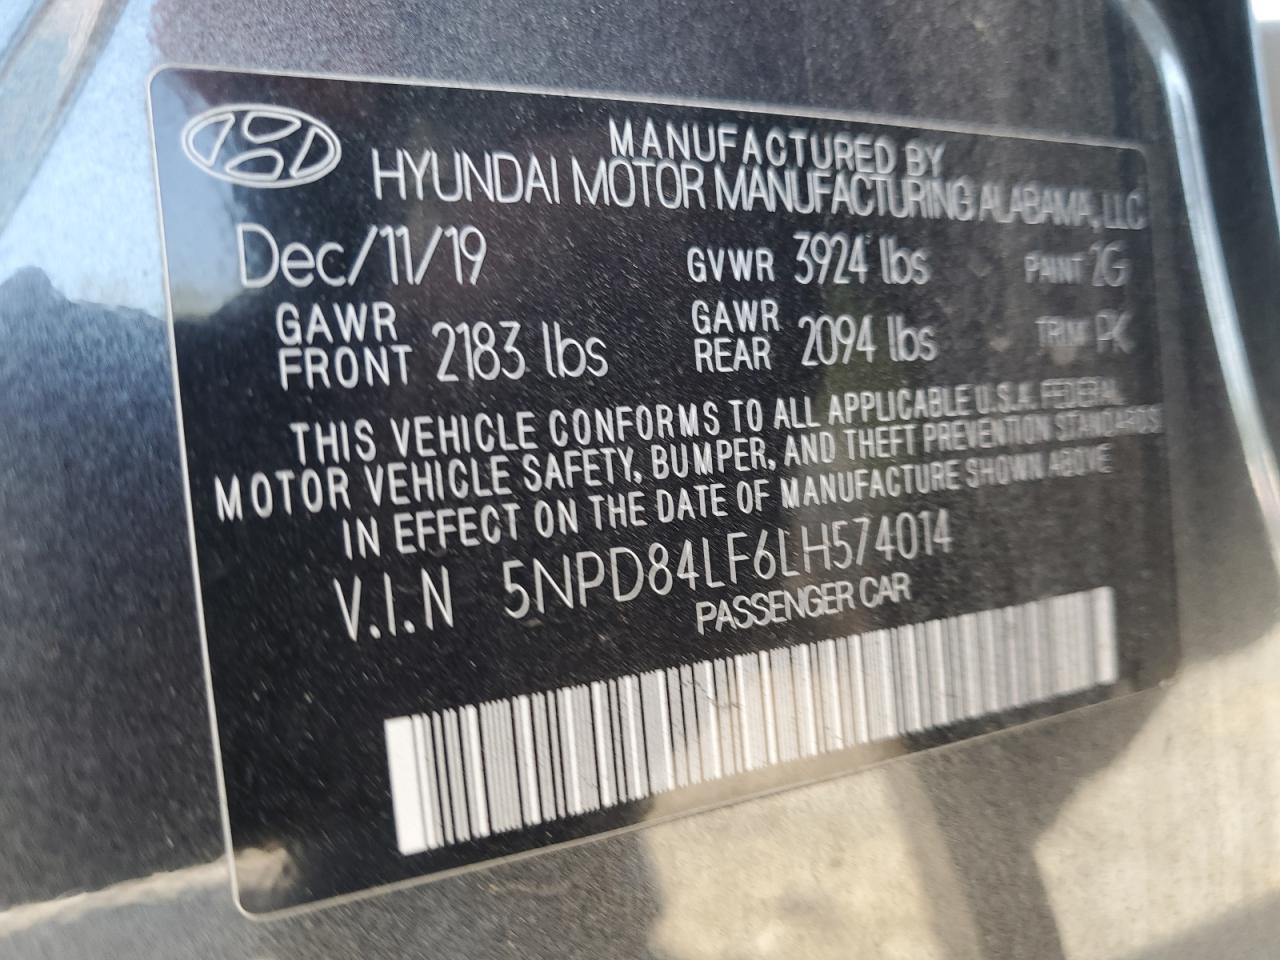 MANUFACTURED BY
HYUNDAI MOTOR MANUFACTURING ALABAMA, LLC
Dec/11/19 GVWR 3924 lbs PAINT 2G
GAWR FRONT 2183 lbs GAWR REAR 2094 lbs TRIM PK
THIS VEHICLE CONFORMS TO ALL APPLICABLE U.S.A. FEDERAL
MOTOR VEHICLE SAFETY, BUMPER, AND THEFT PREVENTION STANDARDS
IN EFFECT ON THE DATE OF MANUFACTURE SHOWN ABOVE
V.I.N 5NPD84LF6LH574014
PASSENGER CAR